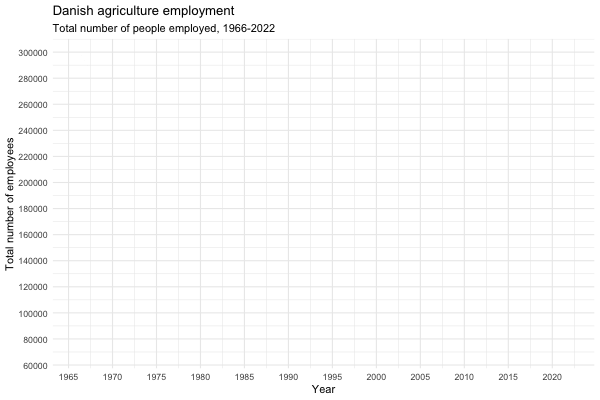 Danish agriculture employment
Total number of people employed, 1966-2022
Total number of employees
300000
280000
260000
240000
220000
200000
180000
160000
140000
120000
100000
80000
60000
1965 1970 1975 1980 1985 1990 1995 2000 2005 2010 2015 2020
Year